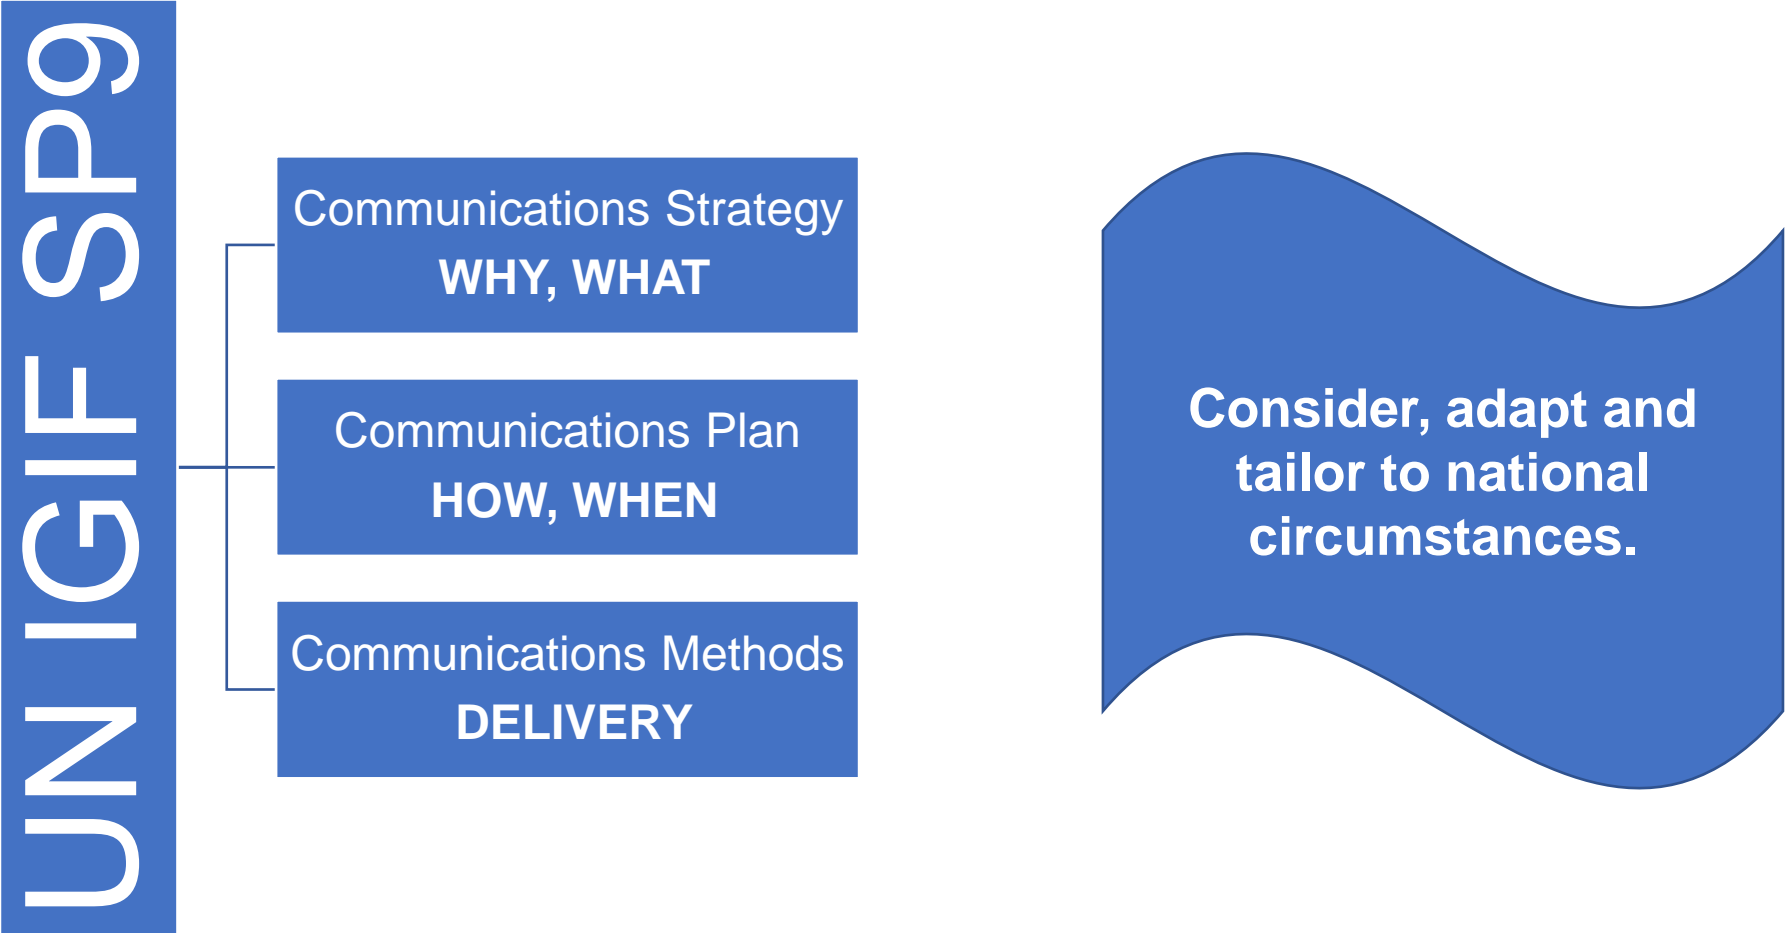 UN IGIF SP9
Communications Strategy
WHY, WHAT
Communications Plan
HOW, WHEN
Communications Methods
DELIVERY
Consider, adapt and
tailor to national
circumstances.